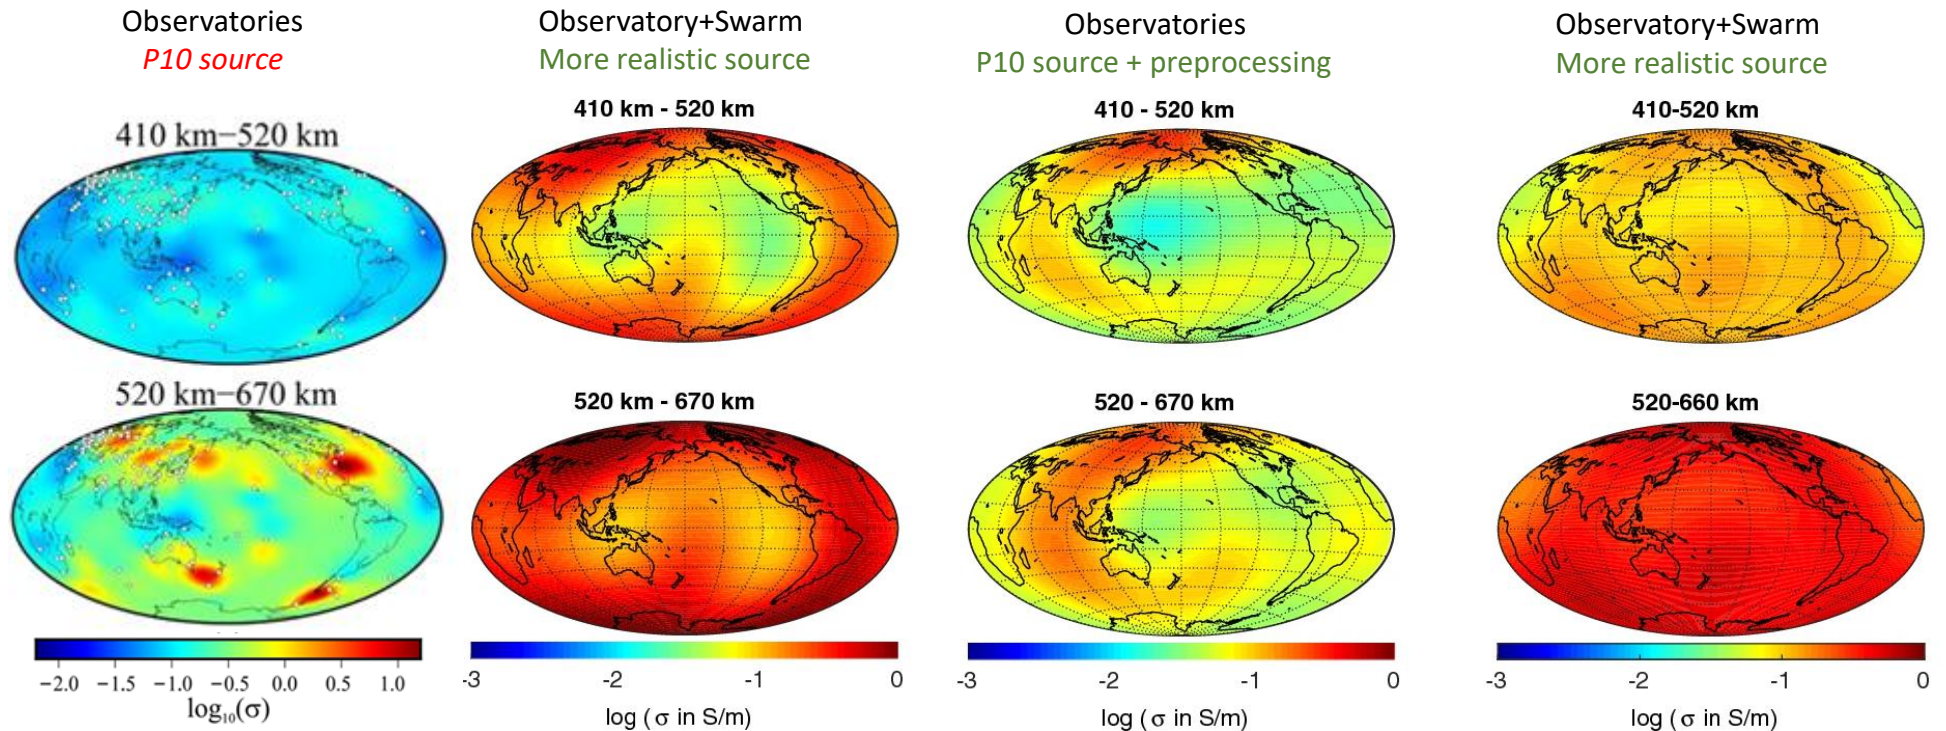 Observatories
P10 source
410 km−520 km
520 km−670 km
−2.0 −1.5 −1.0 −0.5 0.0 0.5 1.0
log₁₀(σ)
Observatory+Swarm
More realistic source
410 km - 520 km
520 km - 670 km
-3 -2 -1 0
log ( σ in S/m)
Observatories
P10 source + preprocessing
410 - 520 km
520 - 670 km
-3 -2 -1 0
log ( σ in S/m)
Observatory+Swarm
More realistic source
410-520 km
520-660 km
-3 -2 -1 0
log ( σ in S/m)